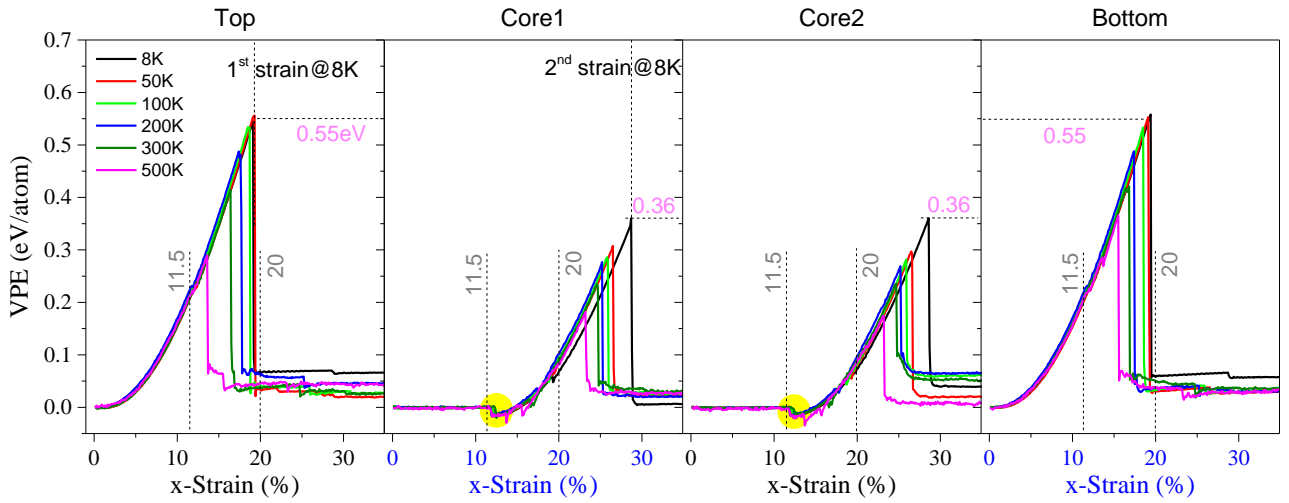 Top
Core1
Core2
Bottom
0.7
0.6
0.5
0.4
0.3
0.2
0.1
0.0
VPE (eV/atom)
8K
50K
100K
200K
300K
500K
1st strain@8K
2nd strain@8K
0.55eV
11.5
20
11.5
20
0.36
11.5
20
0.36
0.55
11.5
20
0 10 20 30
0 10 20 30
0 10 20 30
0 10 20 30
x-Strain (%)
x-Strain (%)
x-Strain (%)
x-Strain (%)